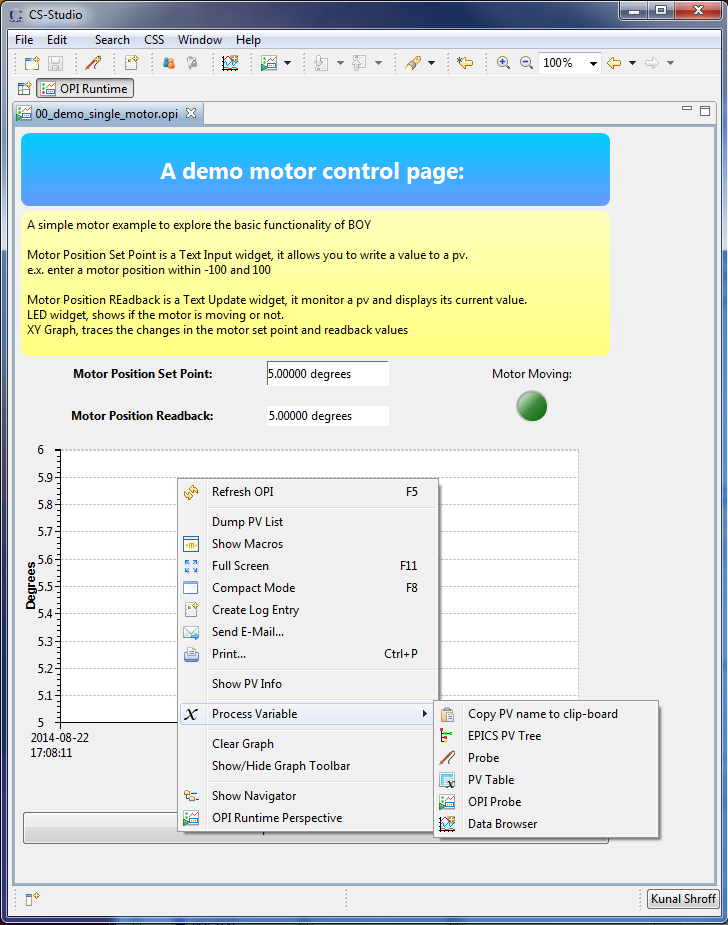 CS-Studio
File Edit Search CSS Window Help
100%
OPI Runtime
00_demo_single_motor.opi
A demo motor control page:
A simple motor example to explore the basic functionality of BOY
Motor Position Set Point is a Text Input widget, it allows you to write a value to a pv.
e.x. enter a motor position within -100 and 100
Motor Position REadback is a Text Update widget, it monitor a pv and displays its current value.
LED widget, shows if the motor is moving or not.
XY Graph, traces the changes in the motor set point and readback values
Motor Position Set Point: 5.00000 degrees Motor Moving:
Motor Position Readback: 5.00000 degrees
6
5.9
5.8
5.7
5.6
5.5
5.4
5.3
5.2
5.1
5
Degrees
2014-08-22
17:08:11
Refresh OPI F5
Dump PV List
Show Macros
Full Screen F11
Compact Mode F8
Create Log Entry
Send E-Mail...
Print... Ctrl+P
Show PV Info
Process Variable
Clear Graph
Show/Hide Graph Toolbar
Show Navigator
OPI Runtime Perspective
Copy PV name to clip-board
EPICS PV Tree
Probe
PV Table
OPI Probe
Data Browser
Kunal Shroff